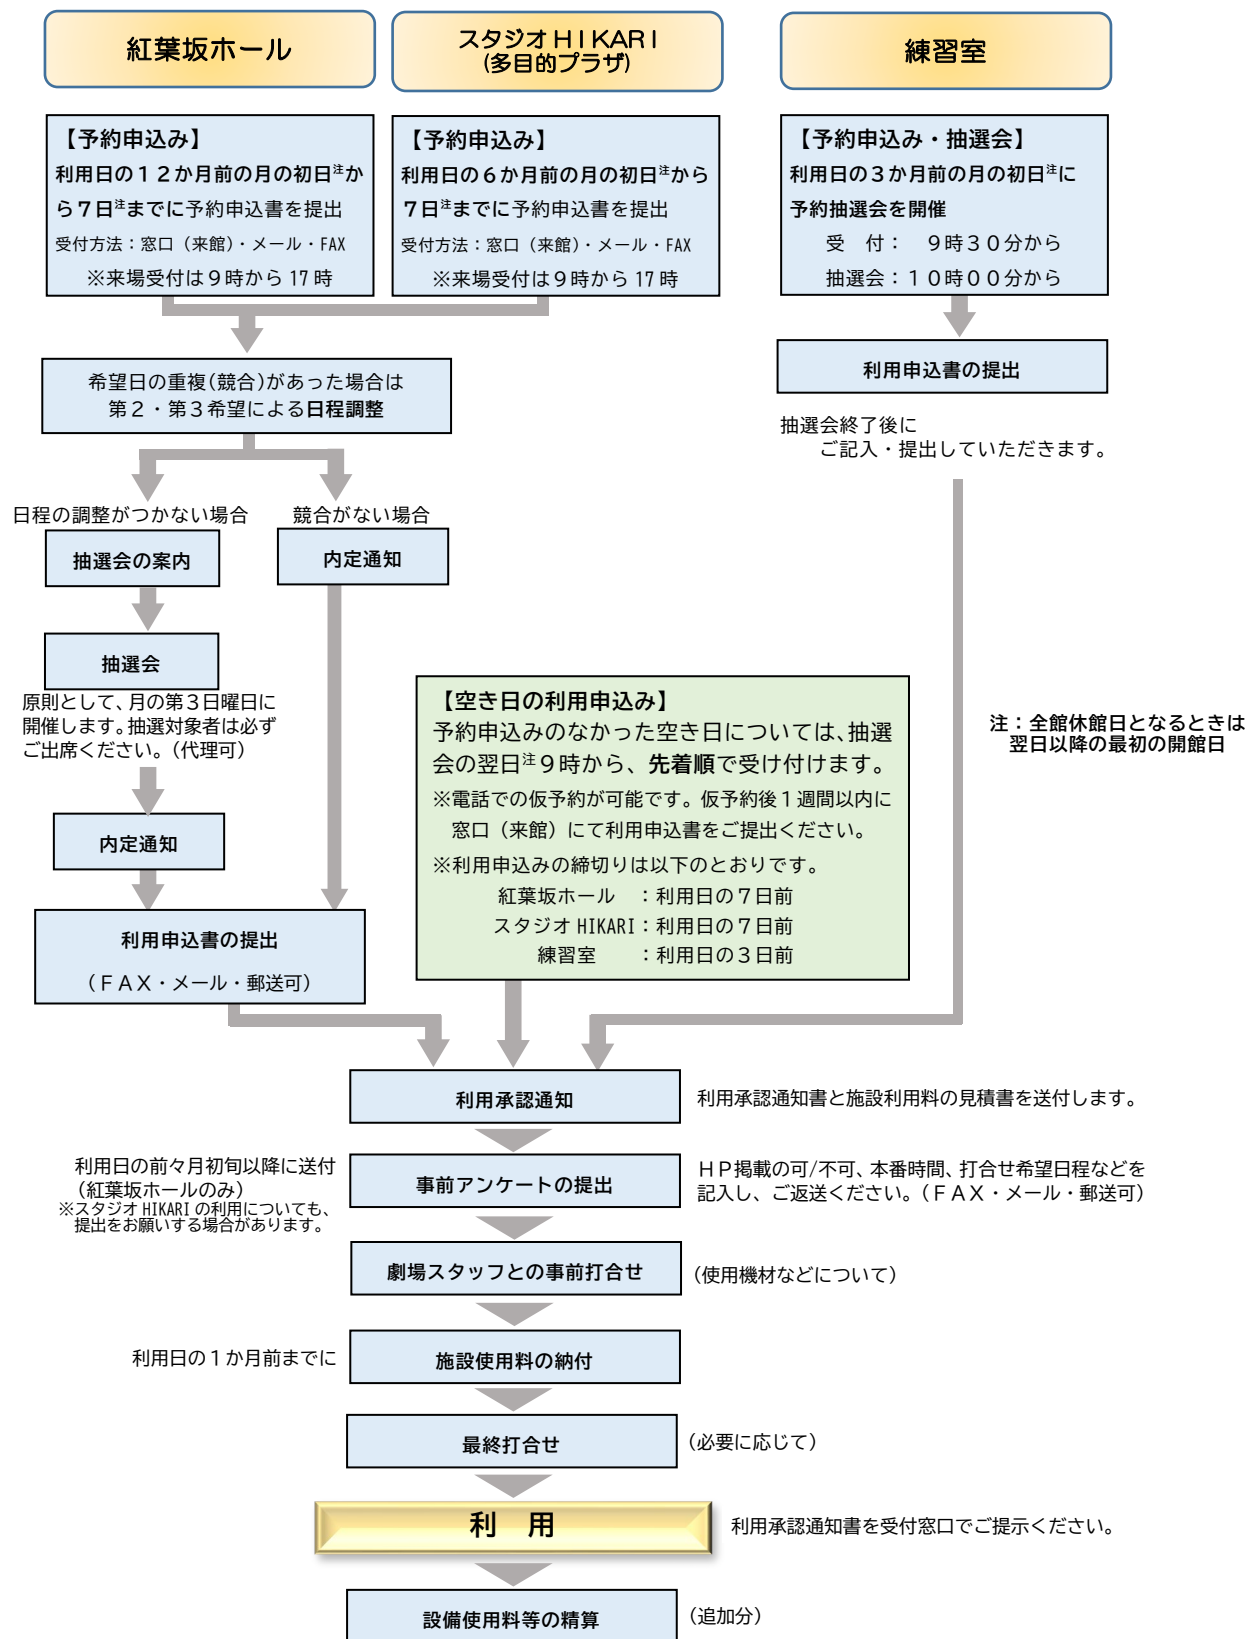 紅葉坂ホール
スタジオＨＩＫＡＲＩ
(多目的プラザ)
練習室
【予約申込み】
利用日の１２か月前の月の初日注か
ら７日注までに予約申込書を提出
受付方法：窓口（来館）・メール・FAX
※来場受付は９時から 17 時
【予約申込み】
利用日の６か月前の月の初日注から
７日注までに予約申込書を提出
受付方法：窓口（来館）・メール・FAX
※来場受付は９時から 17 時
【予約申込み・抽選会】
利用日の３か月前の月の初日注に
予約抽選会を開催
受　付：　９時３０分から
抽選会：１０時００分から
希望日の重複(競合)があった場合は
第２・第３希望による日程調整
利用申込書の提出
抽選会終了後に
ご記入・提出していただきます。
日程の調整がつかない場合
競合がない場合
抽選会の案内
内定通知
抽選会
原則として、月の第３日曜日に
開催します。抽選対象者は必ず
ご出席ください。（代理可）
内定通知
利用申込書の提出
（ＦＡＸ・メール・郵送可）
【空き日の利用申込み】
予約申込みのなかった空き日については、抽選
会の翌日注９時から、先着順で受け付けます。
※電話での仮予約が可能です。仮予約後１週間以内に
窓口（来館）にて利用申込書をご提出ください。
※利用申込みの締切りは以下のとおりです。
紅葉坂ホール　：利用日の７日前
スタジオ HIKARI：利用日の７日前
練習室　　：利用日の３日前
注：全館休館日となるときは
翌日以降の最初の開館日
利用承認通知
利用承認通知書と施設利用料の見積書を送付します。
利用日の前々月初旬以降に送付
（紅葉坂ホールのみ）
※スタジオ HIKARI の利用についても、
提出をお願いする場合があります。
事前アンケートの提出
ＨＰ掲載の可/不可、本番時間、打合せ希望日程などを
記入し、ご返送ください。（ＦＡＸ・メール・郵送可）
劇場スタッフとの事前打合せ
（使用機材などについて）
利用日の１か月前までに
施設使用料の納付
最終打合せ
（必要に応じて）
利　用
利用承認通知書を受付窓口でご提示ください。
設備使用料等の精算
（追加分）